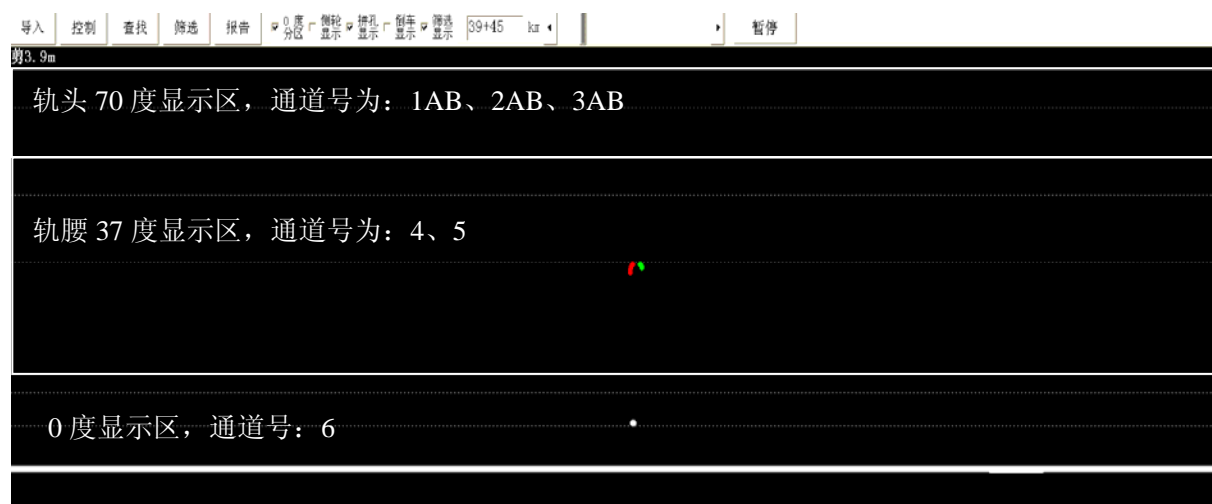 导入 控制 查找 筛选 报告 0 度分区 侧轮显示 拼孔显示 倒车显示 筛选显示 39+45 km 暂停
3.9m
轨头 70 度显示区，通道号为：1AB、2AB、3AB
轨腰 37 度显示区，通道号为：4、5
0 度显示区，通道号：6